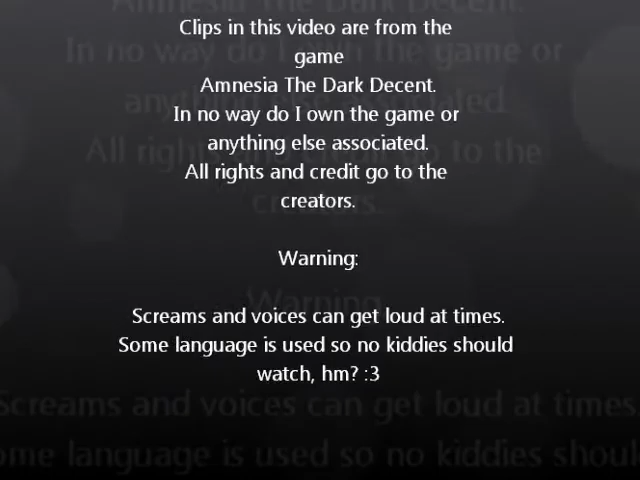 Clips in this video are from the
game
Amnesia The Dark Decent.
In no way do I own the game or
anything else associated.
All rights and credit go to the
creators.
Warning:
Screams and voices can get loud at times.
Some language is used so no kiddies should
watch, hm? :3